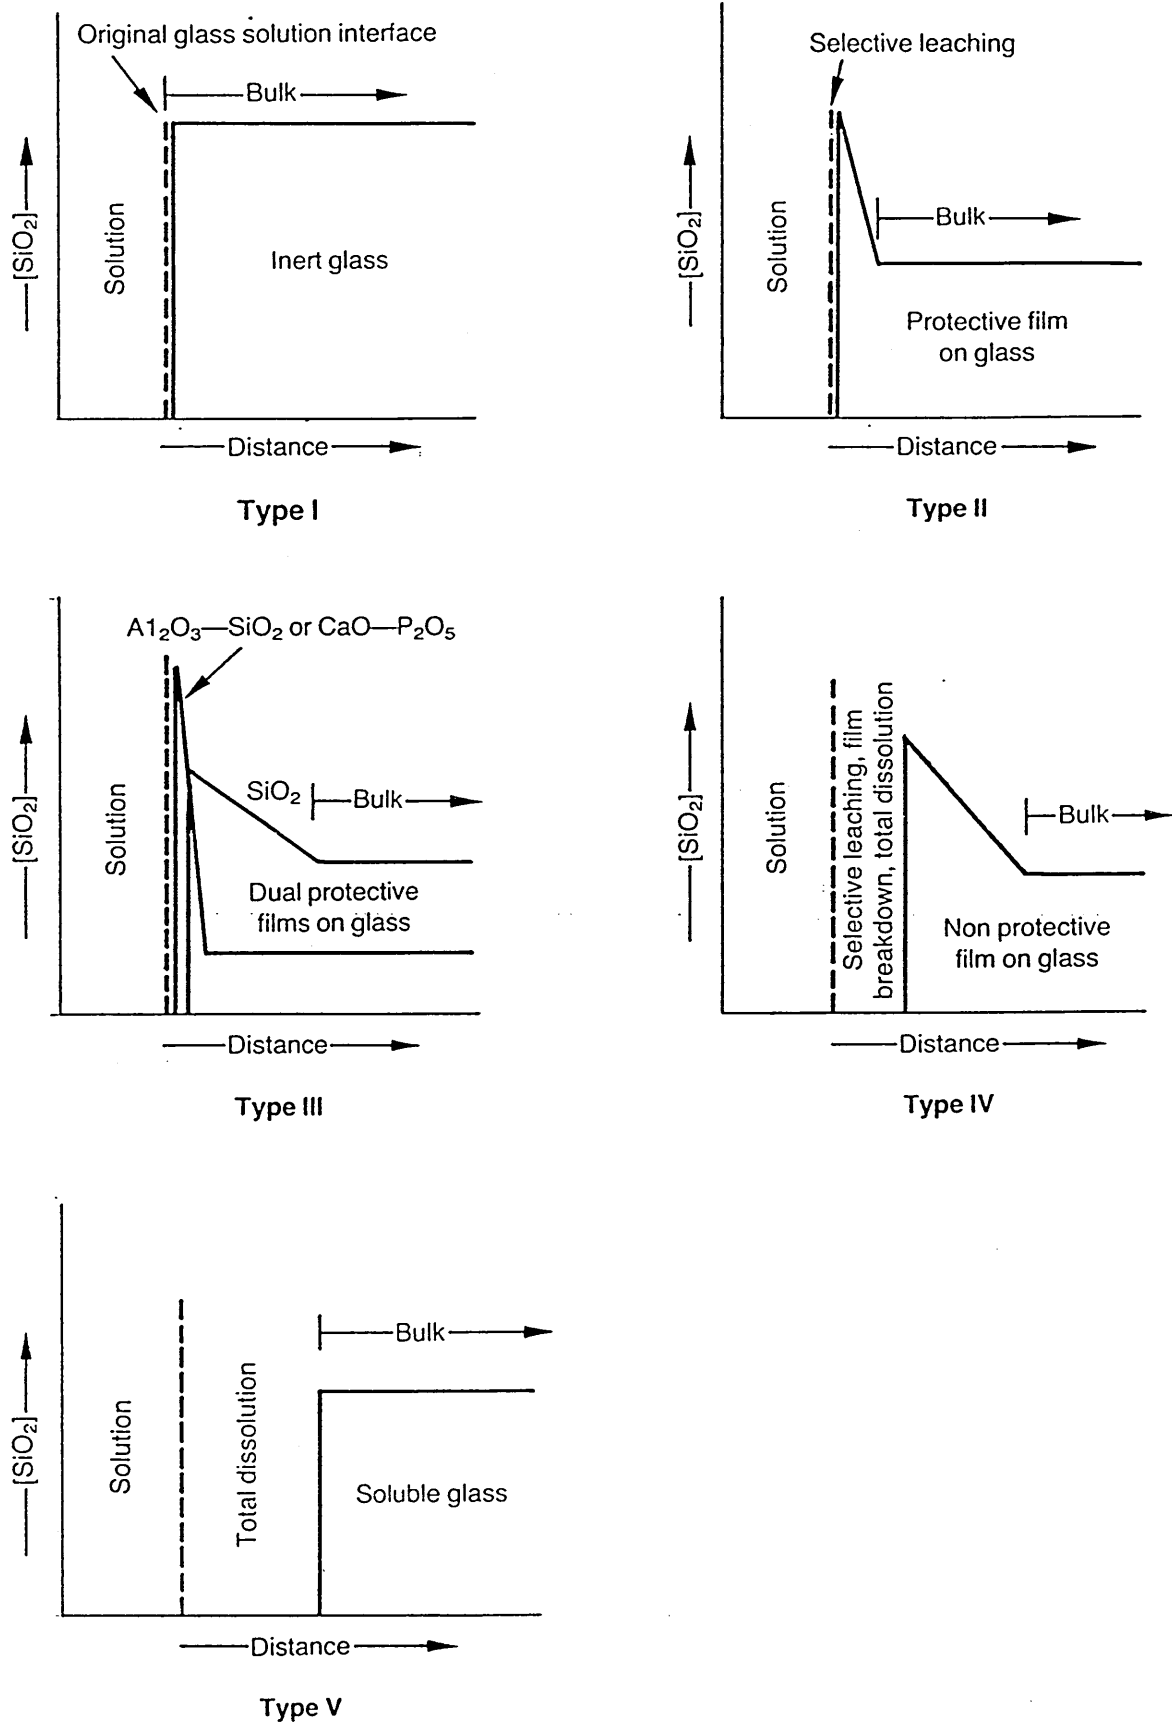 Original glass solution interface
Bulk
[SiO₂]
Solution
Inert glass
Distance
Type I
Selective leaching
[SiO₂]
Solution
Bulk
Protective film
on glass
Distance
Type II
A1₂O₃—SiO₂ or CaO—P₂O₅
[SiO₂]
Solution
SiO₂
Bulk
Dual protective
films on glass
Distance
Type III
[SiO₂]
Solution
Selective leaching, film
breakdown, total dissolution
Bulk
Non protective
film on glass
Distance
Type IV
[SiO₂]
Solution
Total dissolution
Bulk
Soluble glass
Distance
Type V